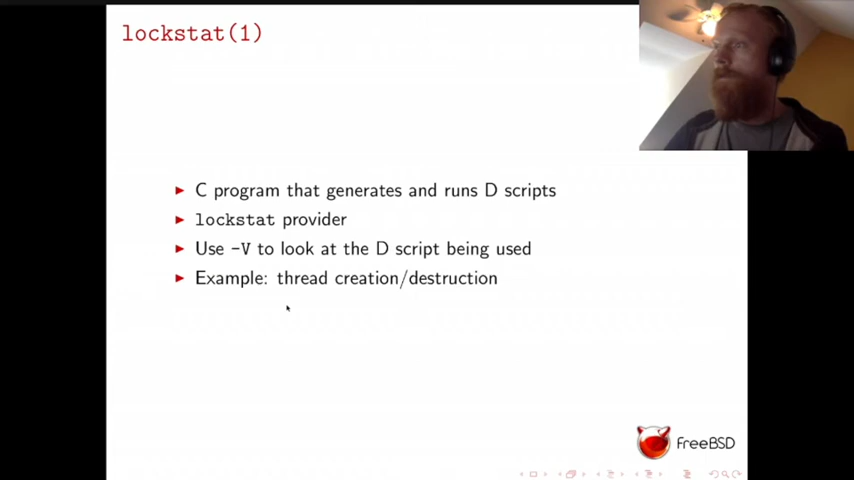 lockstat(1)
C program that generates and runs D scripts
lockstat provider
Use -V to look at the D script being used
Example: thread creation/destruction
FreeBSD